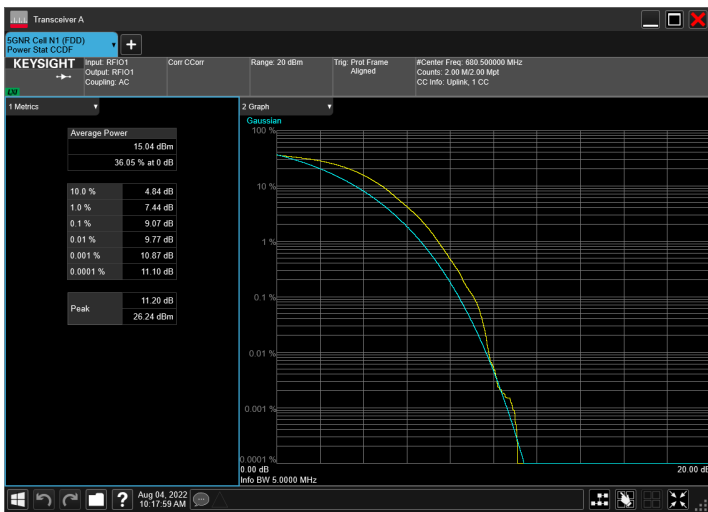 Transceiver A
5GNR Cell N1 (FDD)
Power Stat CCDF
KEYSIGHT
LXI
Input: RFIO1
Output: RFIO1
Coupling: AC
Corr CCorr
Range: 20 dBm
Trig: Prot Frame
Aligned
#Center Freq: 680.500000 MHz
Counts: 2.00 M/2.00 Mpt
CC Info: Uplink, 1 CC
1 Metrics
Average Power
15.04 dBm
36.05 % at 0 dB
10.0 % 4.84 dB
1.0 % 7.44 dB
0.1 % 9.07 dB
0.01 % 9.77 dB
0.001 % 10.87 dB
0.0001 % 11.10 dB
Peak
11.20 dB
26.24 dBm
2 Graph
Gaussian
100 %
10 %
1 %
0.1 %
0.01 %
0.001 %
0.0001 %
0.00 dB
20.00 dB
Info BW 5.0000 MHz
Aug 04, 2022
10:17:59 AM